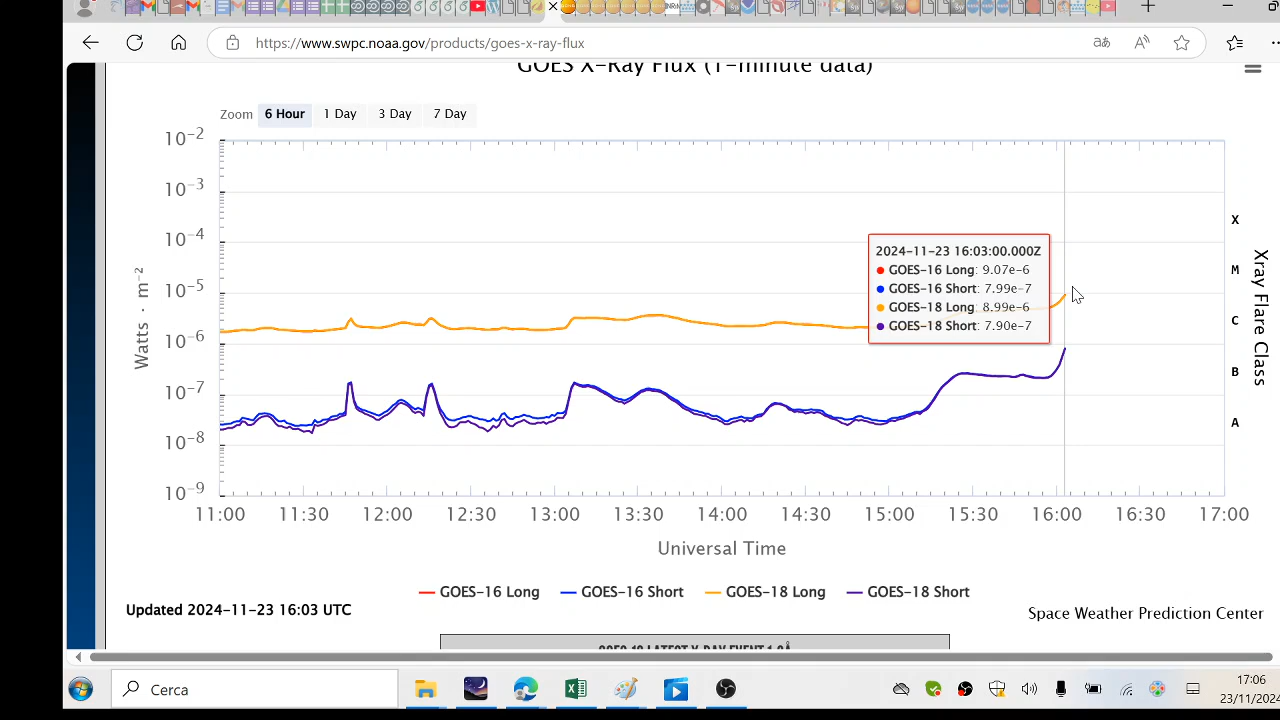 https://www.swpc.noaa.gov/products/goes-x-ray-flux
GOES X-Ray Flux (1-minute data)
Zoom 6 Hour 1 Day 3 Day 7 Day
10⁻²
10⁻³
10⁻⁴
10⁻⁵
10⁻⁶
10⁻⁷
10⁻⁸
10⁻⁹
Watts · m⁻²
2024-11-23 16:03:00.000Z
GOES-16 Long: 9.07e-6
GOES-16 Short: 7.99e-7
GOES-18 Long: 8.99e-6
GOES-18 Short: 7.90e-7
X
M
C
B
A
Xray Flare Class
11:00 11:30 12:00 12:30 13:00 13:30 14:00 14:30 15:00 15:30 16:00 16:30 17:00
Universal Time
GOES-16 Long GOES-16 Short GOES-18 Long GOES-18 Short
Updated 2024-11-23 16:03 UTC
Space Weather Prediction Center
Cerca
17:06
23/11/202